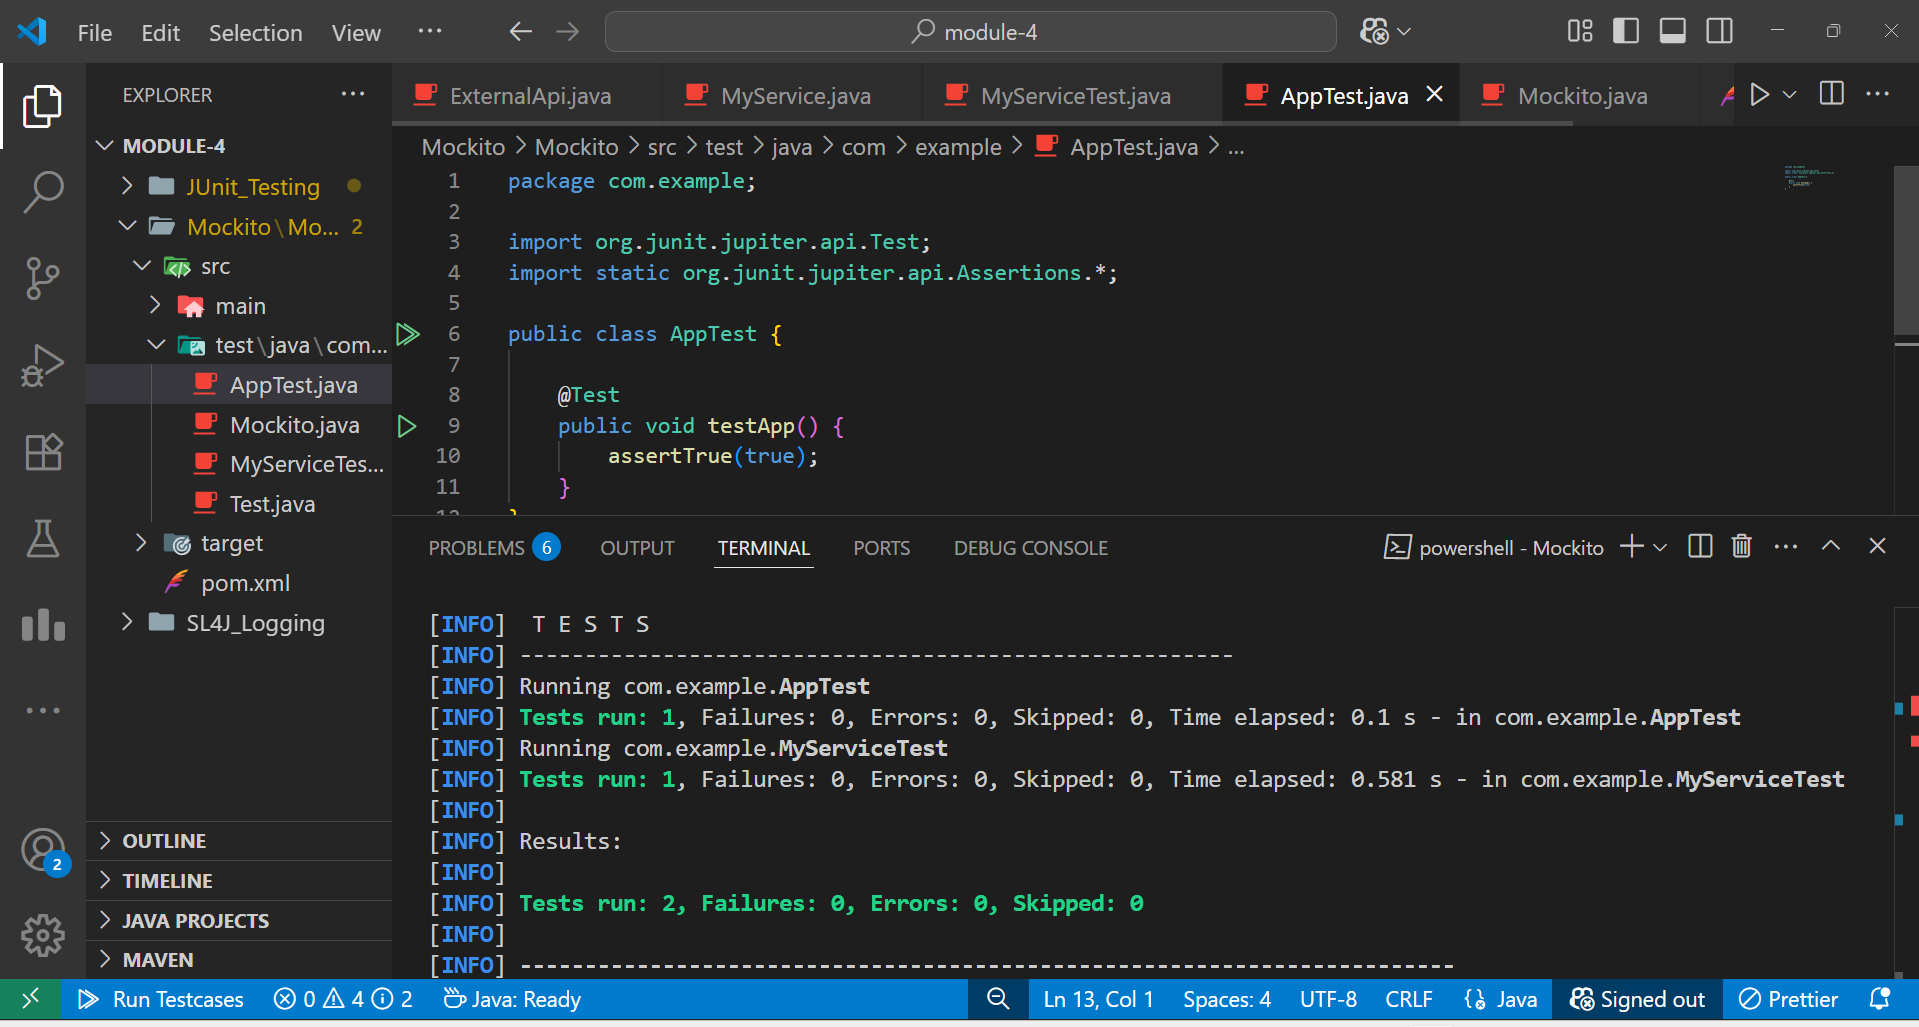 File Edit Selection View ··· module-4
EXPLORER ···
MODULE-4
JUnit_Testing
Mockito\Mo... 2
src
main
test\java\com...
AppTest.java
Mockito.java
MyServiceTes...
Test.java
target
pom.xml
SL4J_Logging
OUTLINE
TIMELINE
JAVA PROJECTS
MAVEN
2
ExternalApi.java MyService.java MyServiceTest.java AppTest.java Mockito.java
Mockito > Mockito > src > test > java > com > example > AppTest.java > ...
1 package com.example;
2
3 import org.junit.jupiter.api.Test;
4 import static org.junit.jupiter.api.Assertions.*;
5
6 public class AppTest {
7
8 @Test
9 public void testApp() {
10 assertTrue(true);
11 }
12 }
PROBLEMS 6 OUTPUT TERMINAL PORTS DEBUG CONSOLE powershell - Mockito
[INFO] T E S T S
[INFO] -------------------------------------------------------
[INFO] Running com.example.AppTest
[INFO] Tests run: 1, Failures: 0, Errors: 0, Skipped: 0, Time elapsed: 0.1 s - in com.example.AppTest
[INFO] Running com.example.MyServiceTest
[INFO] Tests run: 1, Failures: 0, Errors: 0, Skipped: 0, Time elapsed: 0.581 s - in com.example.MyServiceTest
[INFO]
[INFO] Results:
[INFO]
[INFO] Tests run: 2, Failures: 0, Errors: 0, Skipped: 0
[INFO]
[INFO] ------------------------------------------------------------------------
Run Testcases 0 4 2 Java: Ready Ln 13, Col 1 Spaces: 4 UTF-8 CRLF Java Signed out Prettier